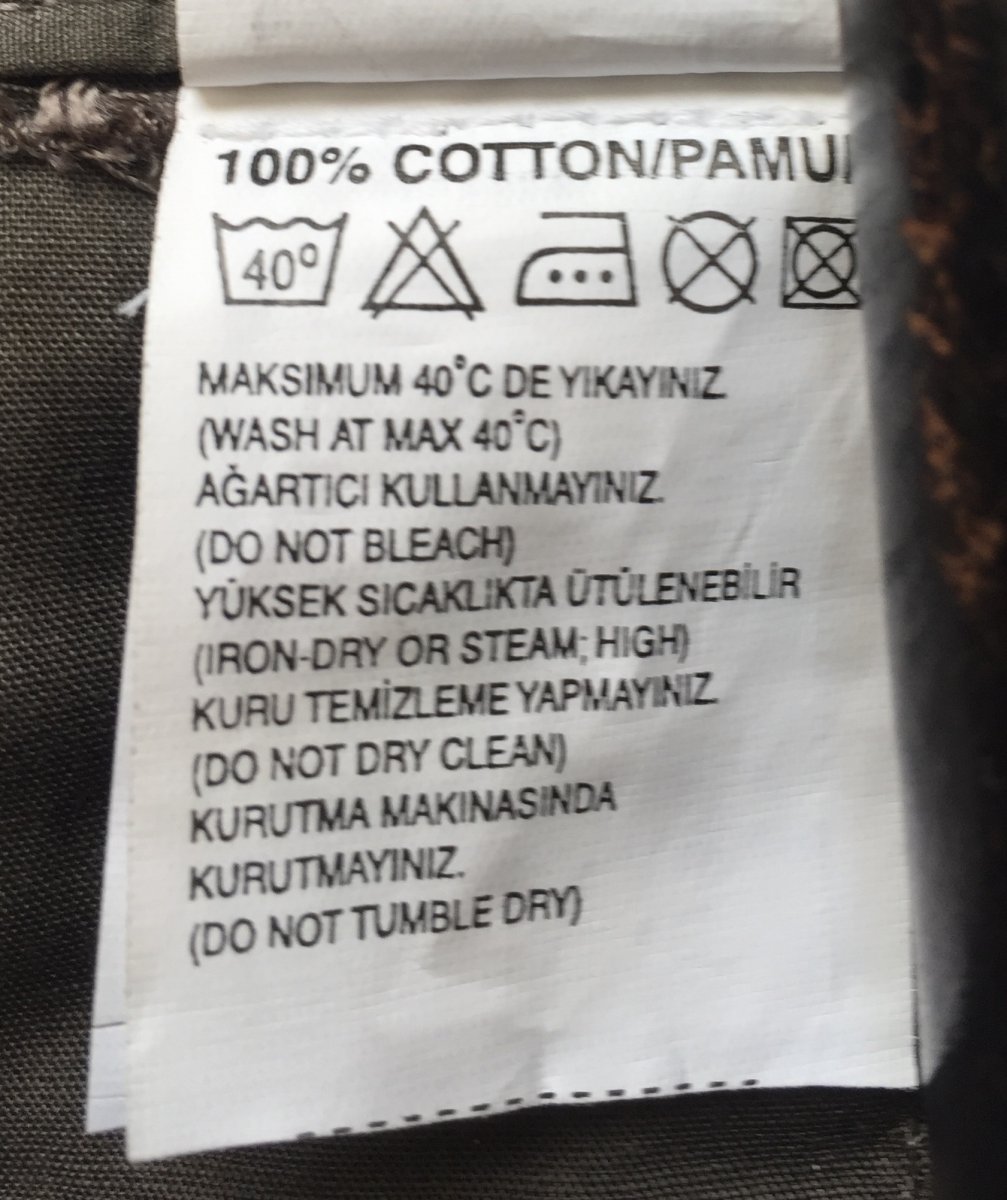 100% COTTON/PAMU
40°
MAKSIMUM 40°C DE YIKAYINIZ.
(WASH AT MAX 40°C)
AĞARTICI KULLANMAYINIZ.
(DO NOT BLEACH)
YÜKSEK SICAKLIKTA ÜTÜLENEBİLİR
(IRON-DRY OR STEAM; HIGH)
KURU TEMİZLEME YAPMAYINIZ.
(DO NOT DRY CLEAN)
KURUTMA MAKINASINDA
KURUTMAYINIZ.
(DO NOT TUMBLE DRY)